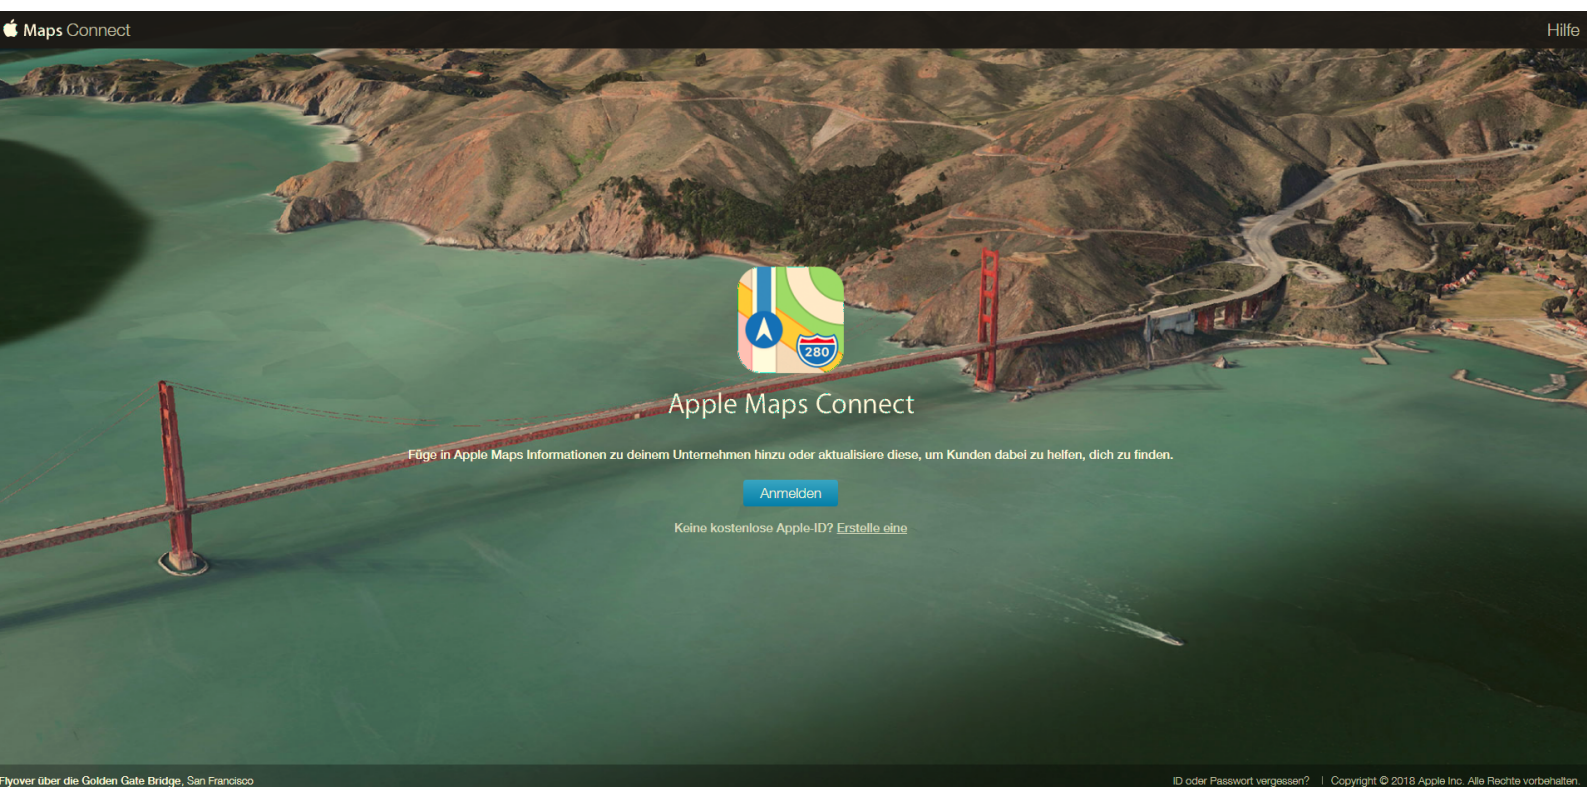 Maps Connect
Hilfe
280
Apple Maps Connect
Füge in Apple Maps Informationen zu deinem Unternehmen hinzu oder aktualisiere diese, um Kunden dabei zu helfen, dich zu finden.
Anmelden
Keine kostenlose Apple-ID? Erstelle eine
Flyover über die Golden Gate Bridge, San Francisco
ID oder Passwort vergessen? | Copyright © 2018 Apple Inc. Alle Rechte vorbehalten.